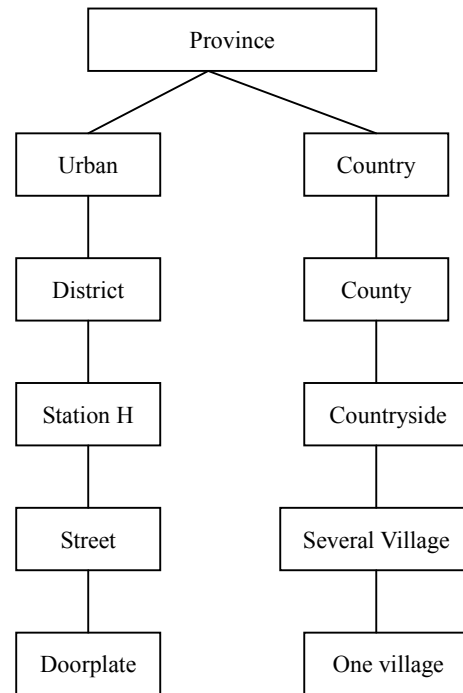 Province
Urban
Country
District
County
Station H
Countryside
Street
Several Village
Doorplate
One village